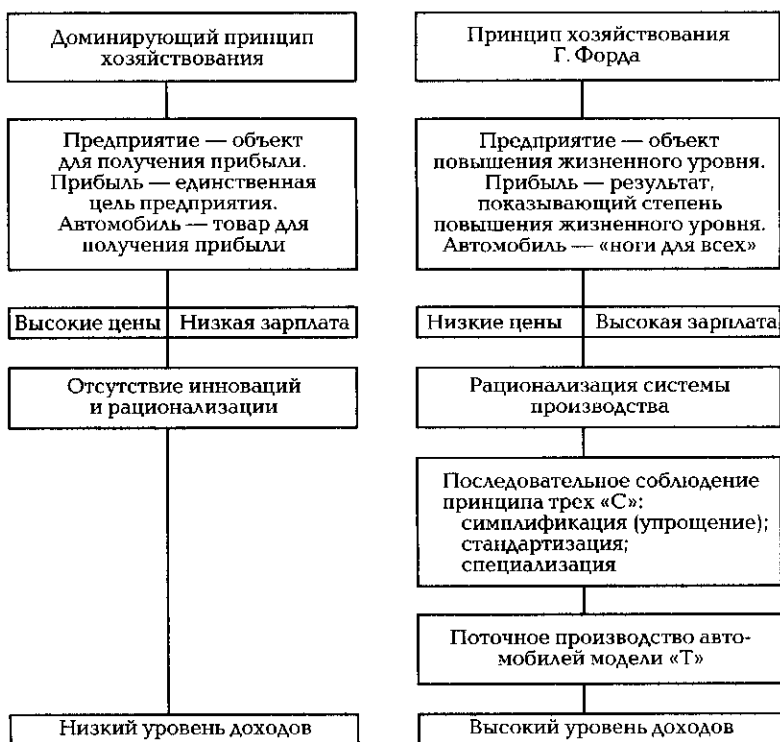 Доминирующий принцип
хозяйствования
Предприятие — объект
для получения прибыли.
Прибыль — единственная
цель предприятия.
Автомобиль — товар для
получения прибыли
Высокие цены
Низкая зарплата
Отсутствие инноваций
и рационализации
Низкий уровень доходов
Принцип хозяйствования
Г. Форда
Предприятие — объект
повышения жизненного уровня.
Прибыль — результат,
показывающий степень
повышения жизненного уровня.
Автомобиль — «ноги для всех»
Низкие цены
Высокая зарплата
Рационализация системы
производства
Последовательное соблюдение
принципа трех «С»:
симплификация (упрощение);
стандартизация;
специализация
Поточное производство авто-
мобилей модели «Т»
Высокий уровень доходов